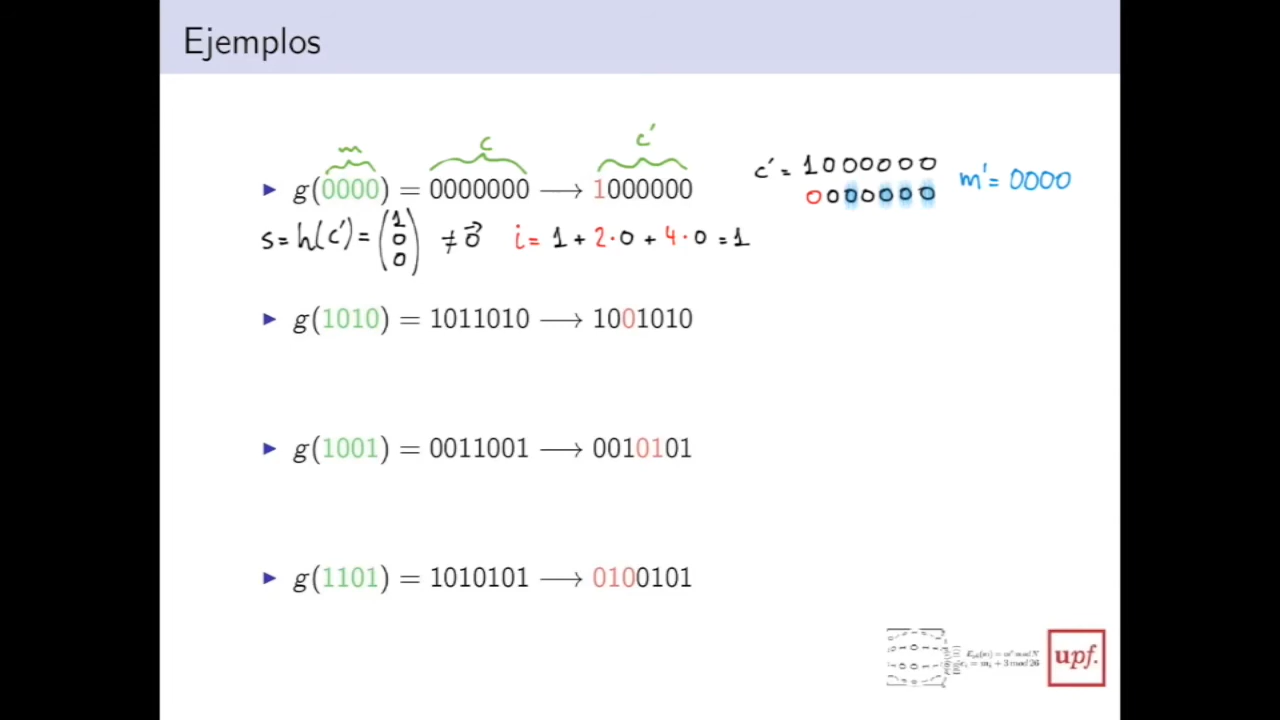 Ejemplos
m c c'
▶ g(0000) = 0000000 ⟶ 1000000
c' = 1000000
0000000
m' = 0000
s = h(c') = (1 0 0) ≠ 0⃗ i = 1 + 2·0 + 4·0 = 1
▶ g(1010) = 1011010 ⟶ 1001010
▶ g(1001) = 0011001 ⟶ 0010101
▶ g(1101) = 1010101 ⟶ 0100101
upf.